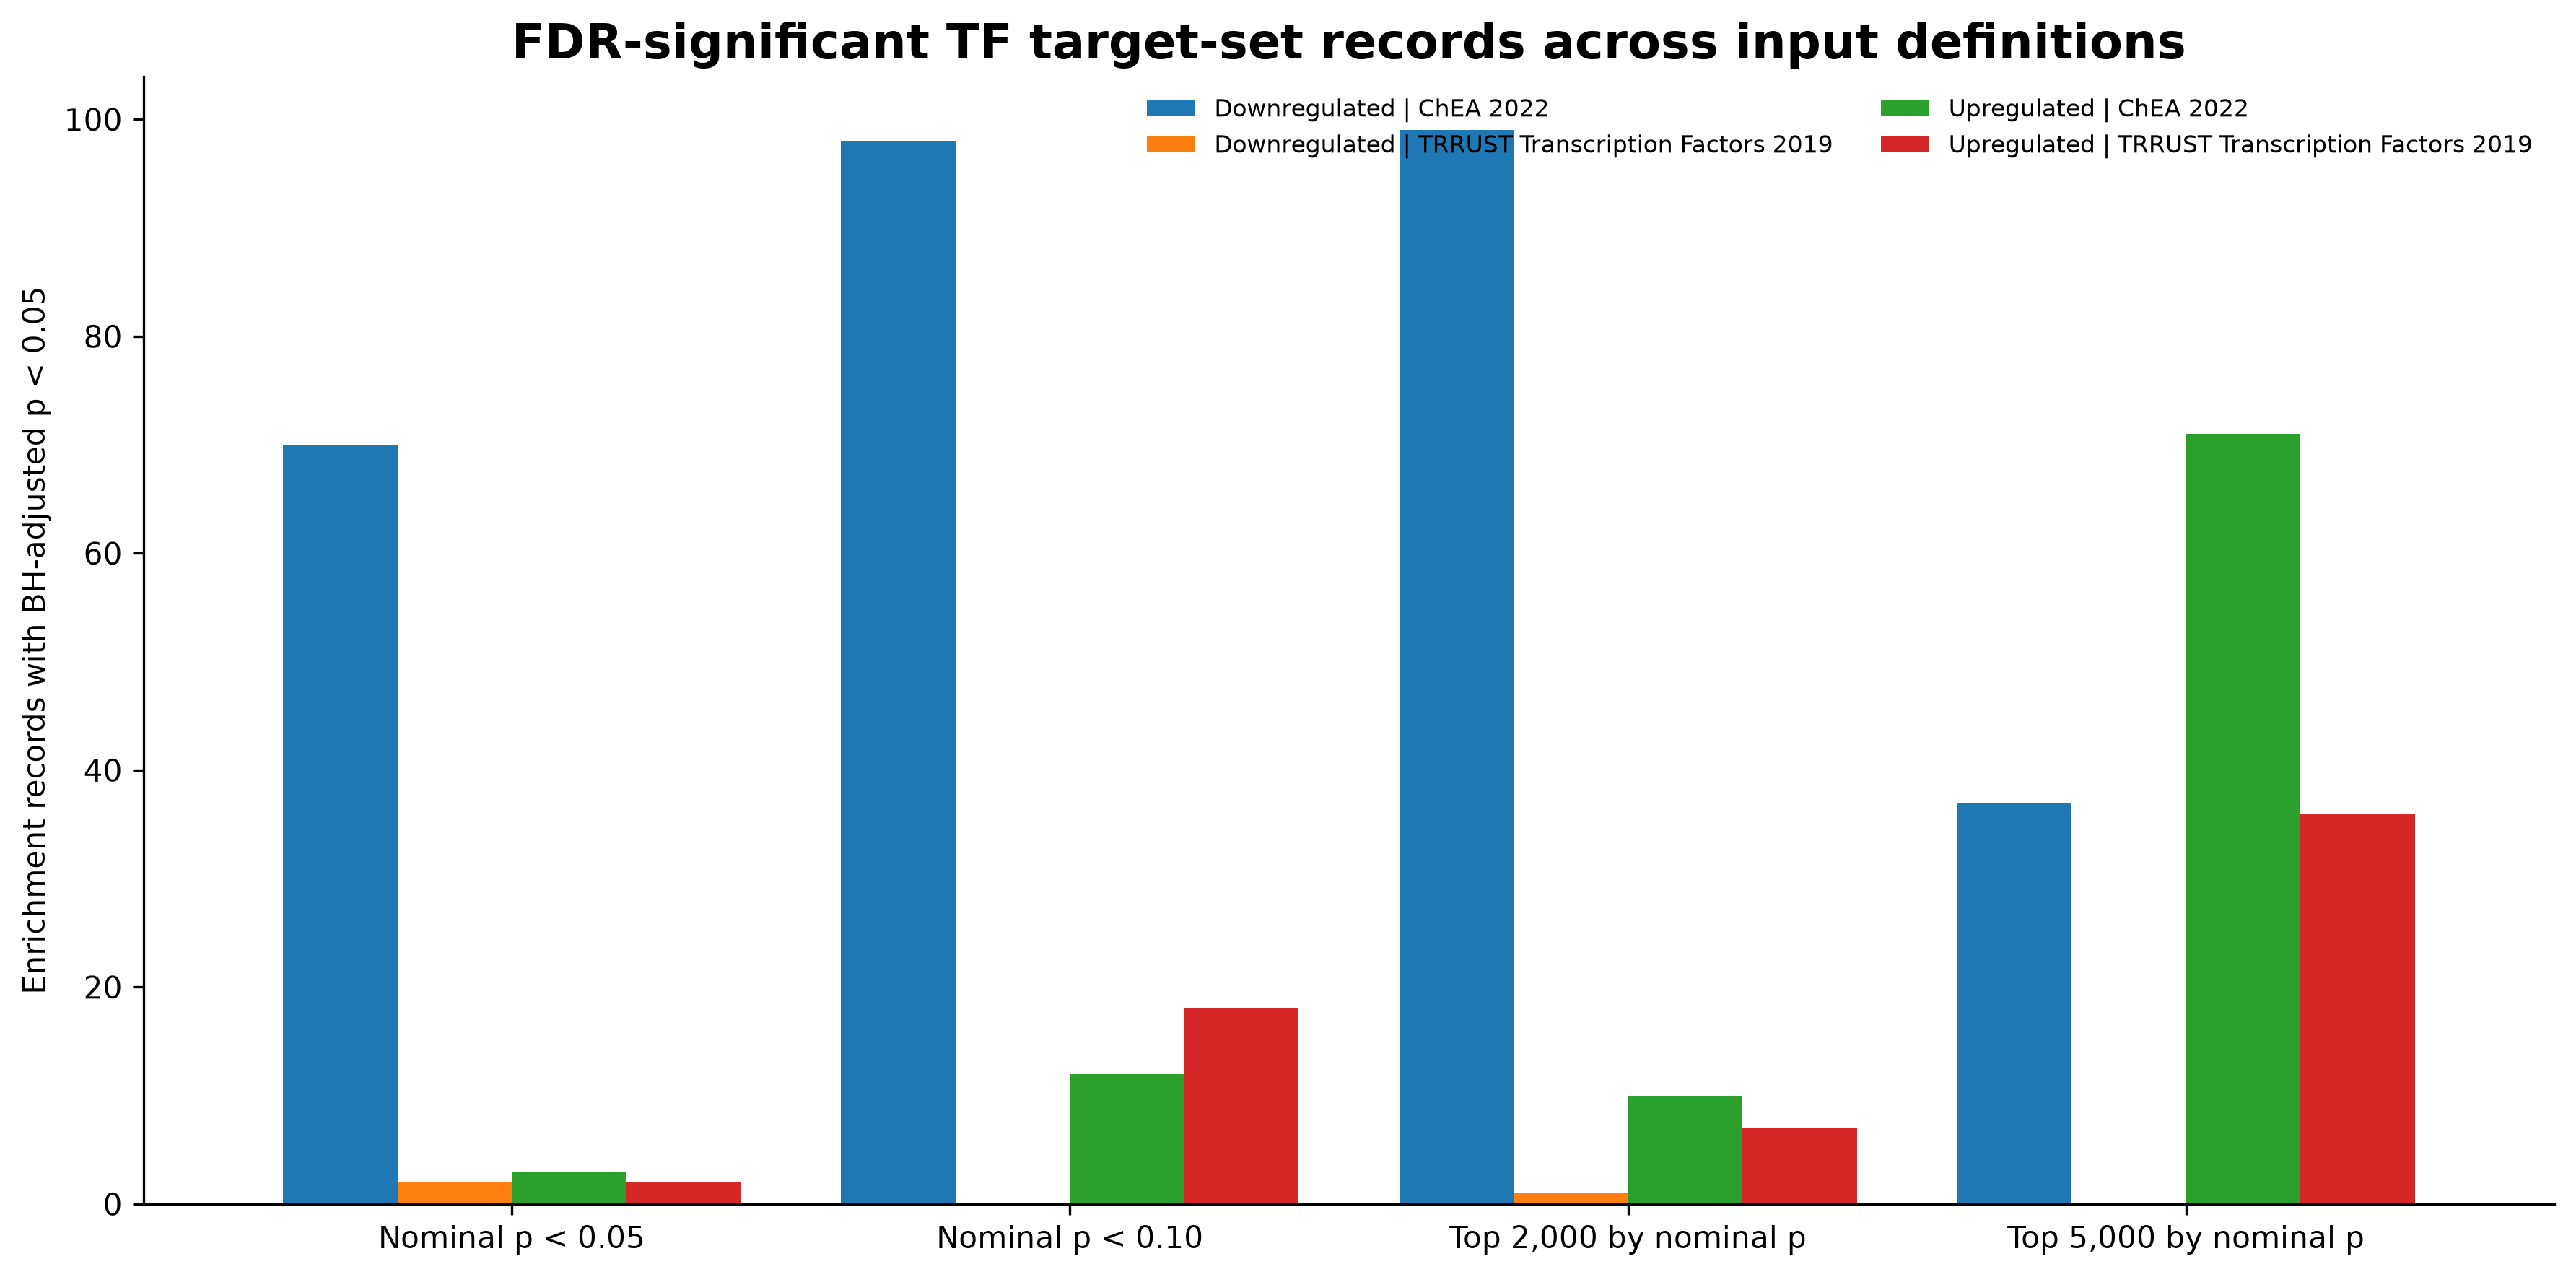 FDR-significant TF target-set records across input definitions
Downregulated | ChEA 2022
Downregulated | TRRUST Transcription Factors 2019
Upregulated | ChEA 2022
Upregulated | TRRUST Transcription Factors 2019
Enrichment records with BH-adjusted p < 0.05
100
80
60
40
20
0
Nominal p < 0.05
Nominal p < 0.10
Top 2,000 by nominal p
Top 5,000 by nominal p